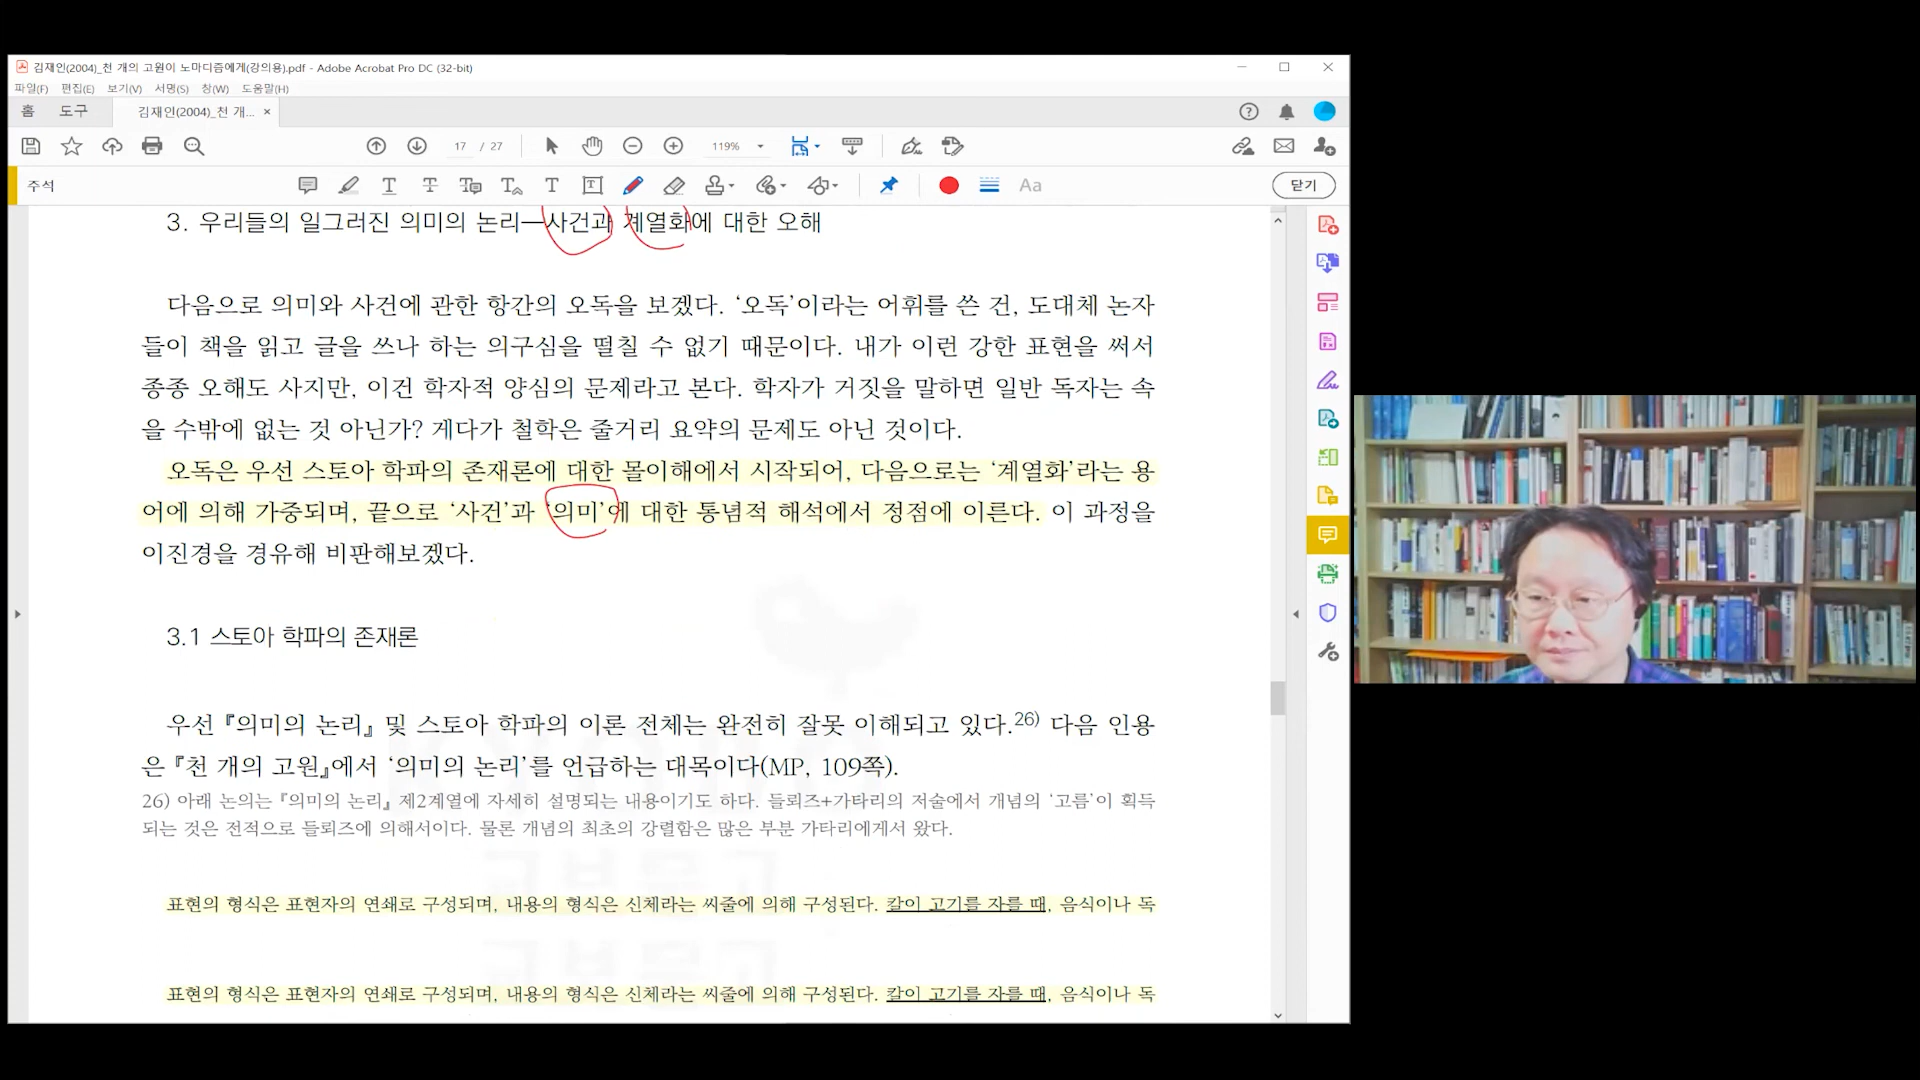 김재인(2004)_천 개의 고원이 노마디즘에게(강의용).pdf - Adobe Acrobat Pro DC (32-bit)
파일(F) 편집(E) 보기(V) 서명(S) 창(W) 도움말(H)
홈 도구 김재인(2004)_천 개... ×
17 / 27 119%
주석 Aa 닫기
3. 우리들의 일그러진 의미의 논리—사건과 계열화에 대한 오해
다음으로 의미와 사건에 관한 항간의 오독을 보겠다. ‘오독’이라는 어휘를 쓴 건, 도대체 논자
들이 책을 읽고 글을 쓰나 하는 의구심을 떨칠 수 없기 때문이다. 내가 이런 강한 표현을 써서
종종 오해도 사지만, 이건 학자적 양심의 문제라고 본다. 학자가 거짓을 말하면 일반 독자는 속
을 수밖에 없는 것 아닌가? 게다가 철학은 줄거리 요약의 문제도 아닌 것이다.
오독은 우선 스토아 학파의 존재론에 대한 몰이해에서 시작되어, 다음으로는 ‘계열화’라는 용
어에 의해 가중되며, 끝으로 ‘사건’과 ‘의미’에 대한 통념적 해석에서 정점에 이른다. 이 과정을
이진경을 경유해 비판해보겠다.
3.1 스토아 학파의 존재론
우선 『의미의 논리』 및 스토아 학파의 이론 전체는 완전히 잘못 이해되고 있다.26) 다음 인용
은 『천 개의 고원』에서 ‘의미의 논리’를 언급하는 대목이다(MP, 109쪽).
26) 아래 논의는 『의미의 논리』 제2계열에 자세히 설명되는 내용이기도 하다. 들뢰즈+가타리의 저술에서 개념의 ‘고름’이 획득
되는 것은 전적으로 들뢰즈에 의해서이다. 물론 개념의 최초의 강렬함은 많은 부분 가타리에게서 왔다.
교보문고
표현의 형식은 표현자의 연쇄로 구성되며, 내용의 형식은 신체라는 씨줄에 의해 구성된다. 칼이 고기를 자를 때, 음식이나 독
교보문고
표현의 형식은 표현자의 연쇄로 구성되며, 내용의 형식은 신체라는 씨줄에 의해 구성된다. 칼이 고기를 자를 때, 음식이나 독